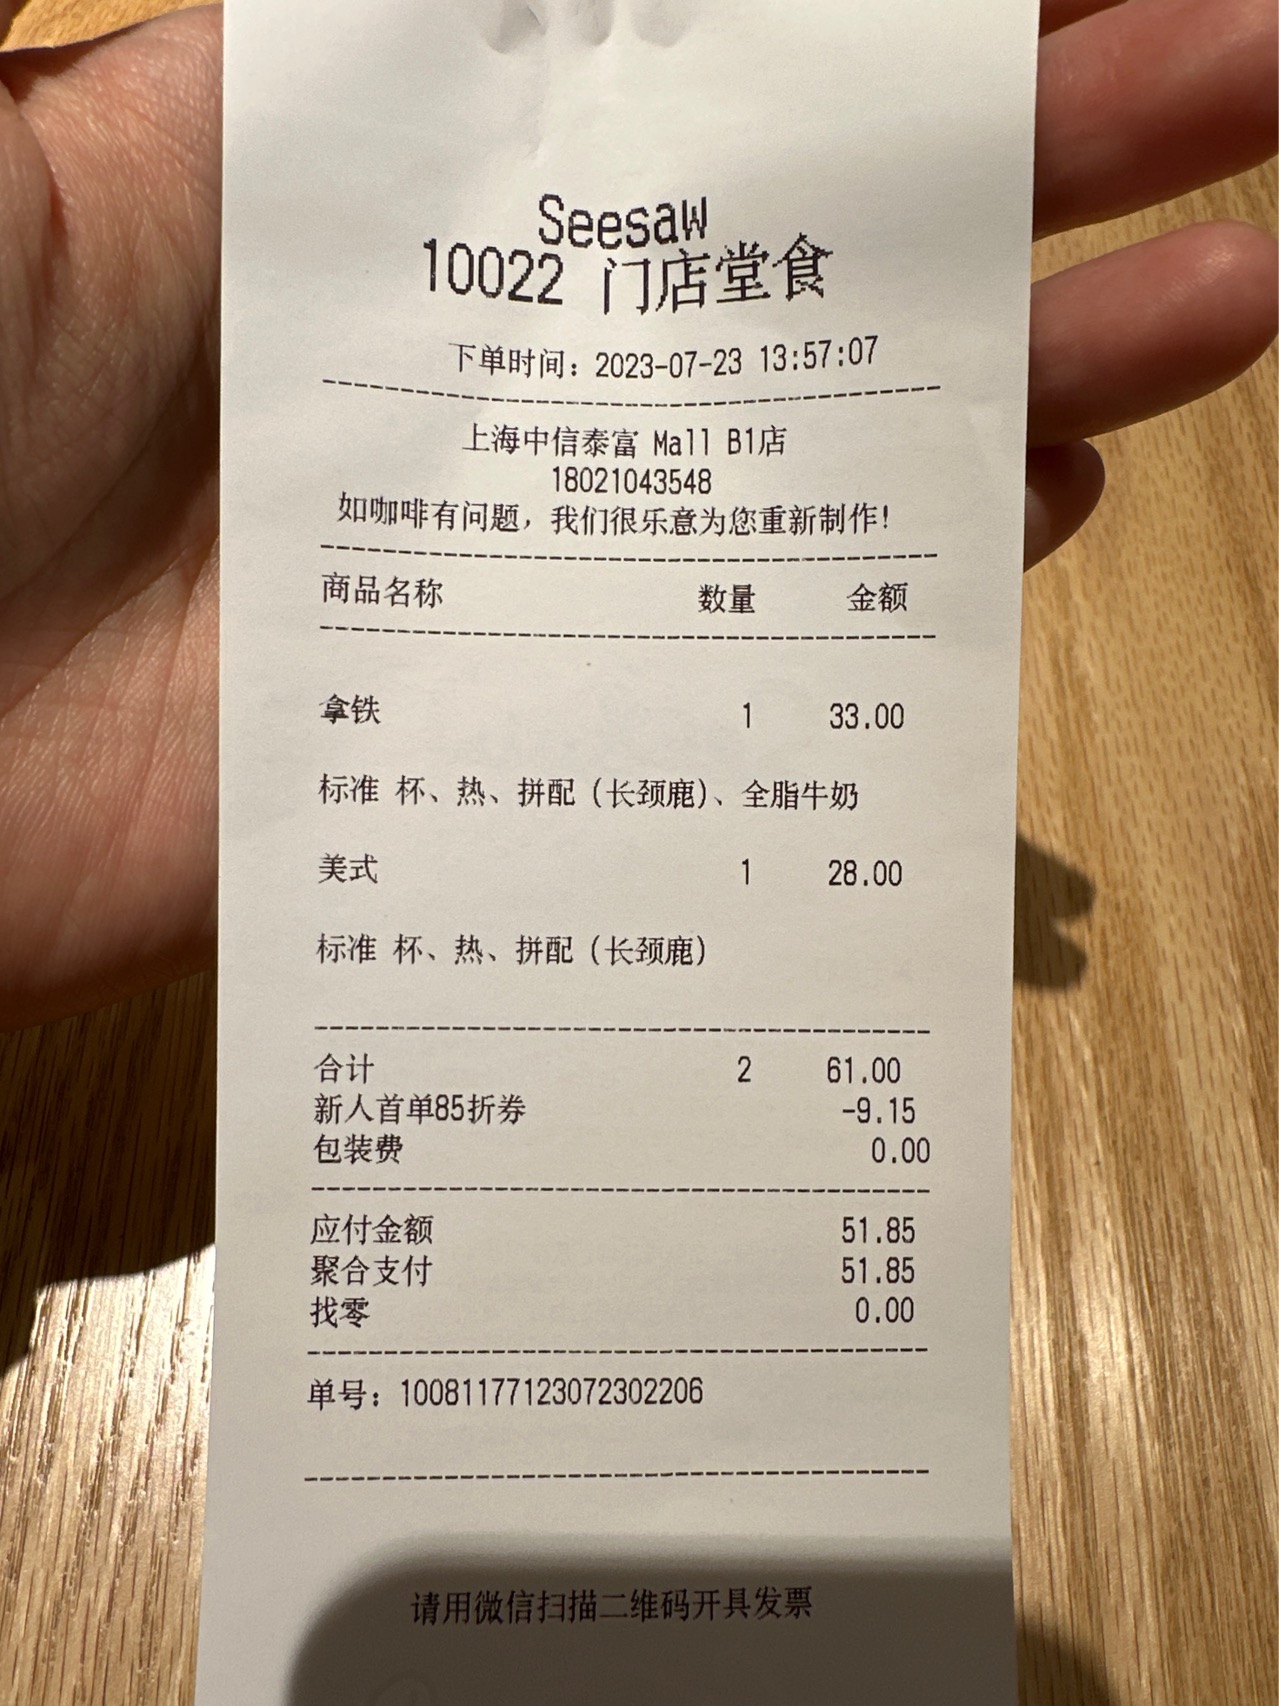 Seesaw
10022 门店堂食
下单时间：2023-07-23 13:57:07
上海中信泰富 Mall B1店
18021043548
如咖啡有问题，我们很乐意为您重新制作！
商品名称 数量 金额
拿铁 1 33.00
标准 杯、热、拼配（长颈鹿）、全脂牛奶
美式 1 28.00
标准 杯、热、拼配（长颈鹿）
合计 2 61.00
新人首单85折券 -9.15
包装费 0.00
应付金额 51.85
聚合支付 51.85
找零 0.00
单号：10081177123072302206
请用微信扫描二维码开具发票